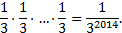 1/3 · 1/3 · ... · 1/3 = 1/3^2014.